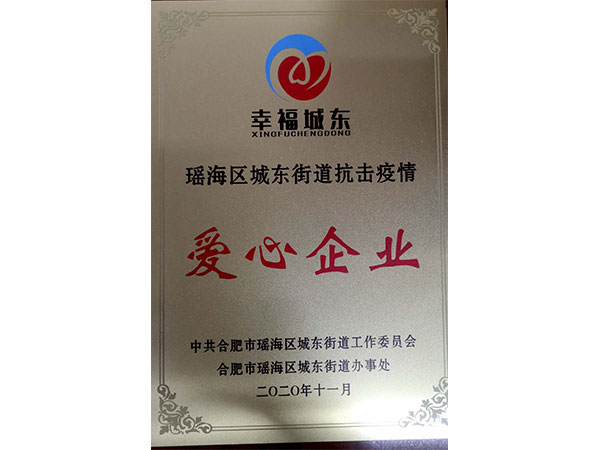 幸福城东
XINGFUCHENGDONG
瑶海区城东街道抗击疫情
爱心企业
中共合肥市瑶海区城东街道工作委员会
合肥市瑶海区城东街道办事处
二〇二〇年十一月